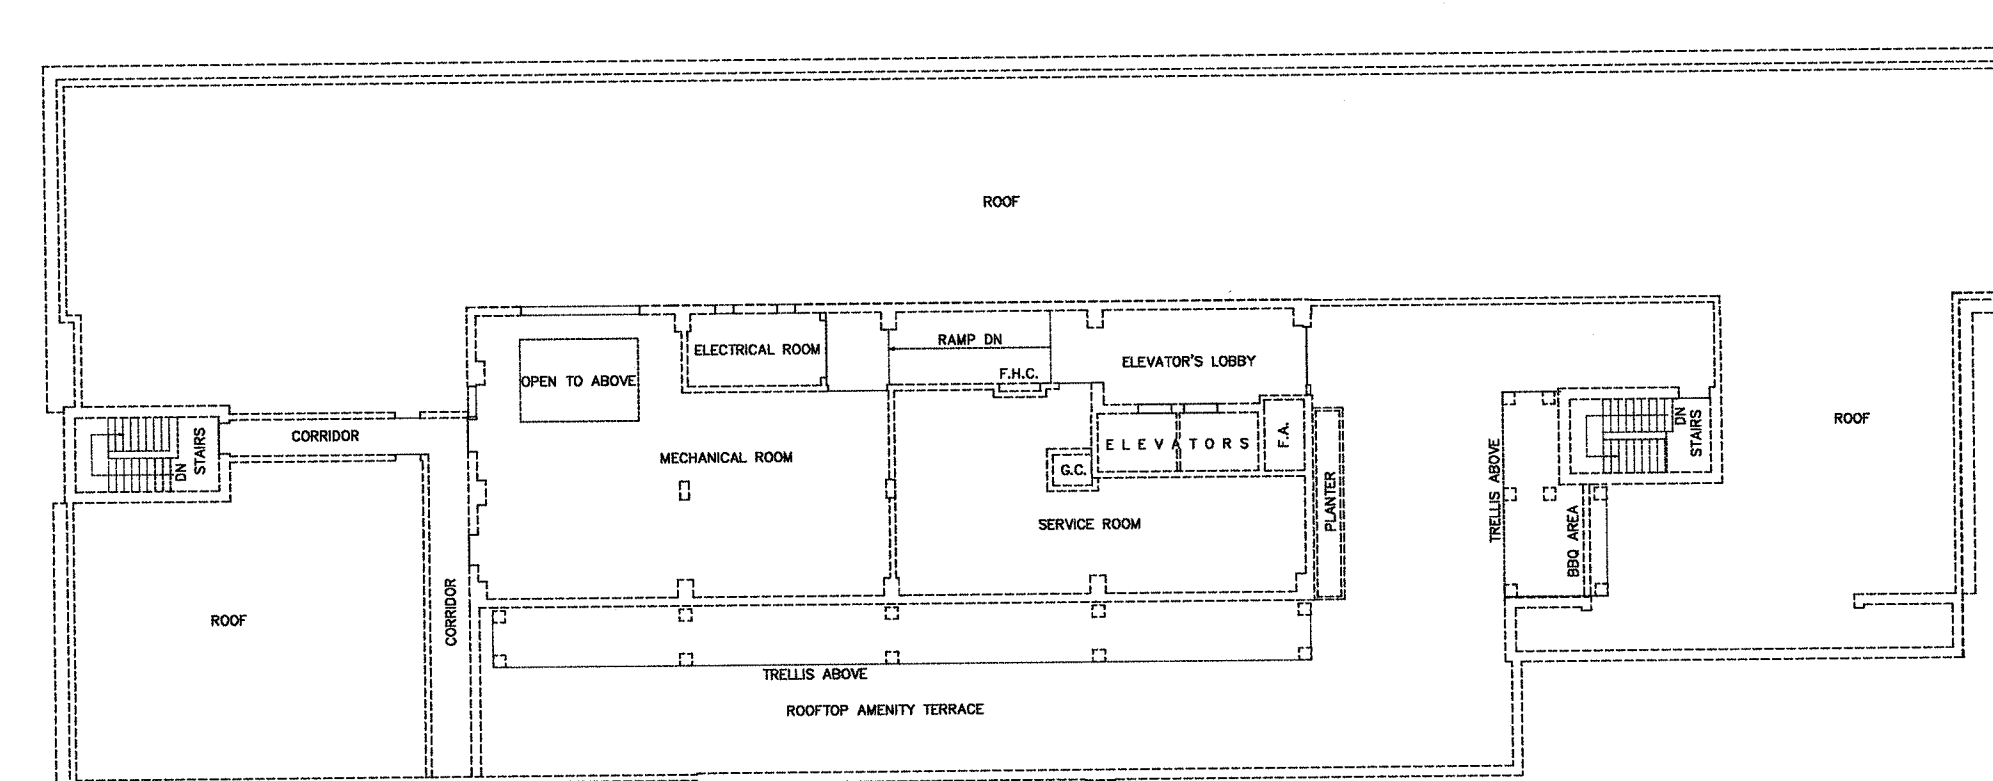 ROOF
RAMP DN
ELECTRICAL ROOM
ELEVATOR'S LOBBY
F.H.C.
OPEN TO ABOVE
DN
STAIRS
ROOF
CORRIDOR
STAIRS
DN
MECHANICAL ROOM
ELEVATORS
F.A.
G.C.
TRELLIS ABOVE
PLANTER
SERVICE ROOM
BBQ AREA
CORRIDOR
ROOF
TRELLIS ABOVE
ROOFTOP AMENITY TERRACE